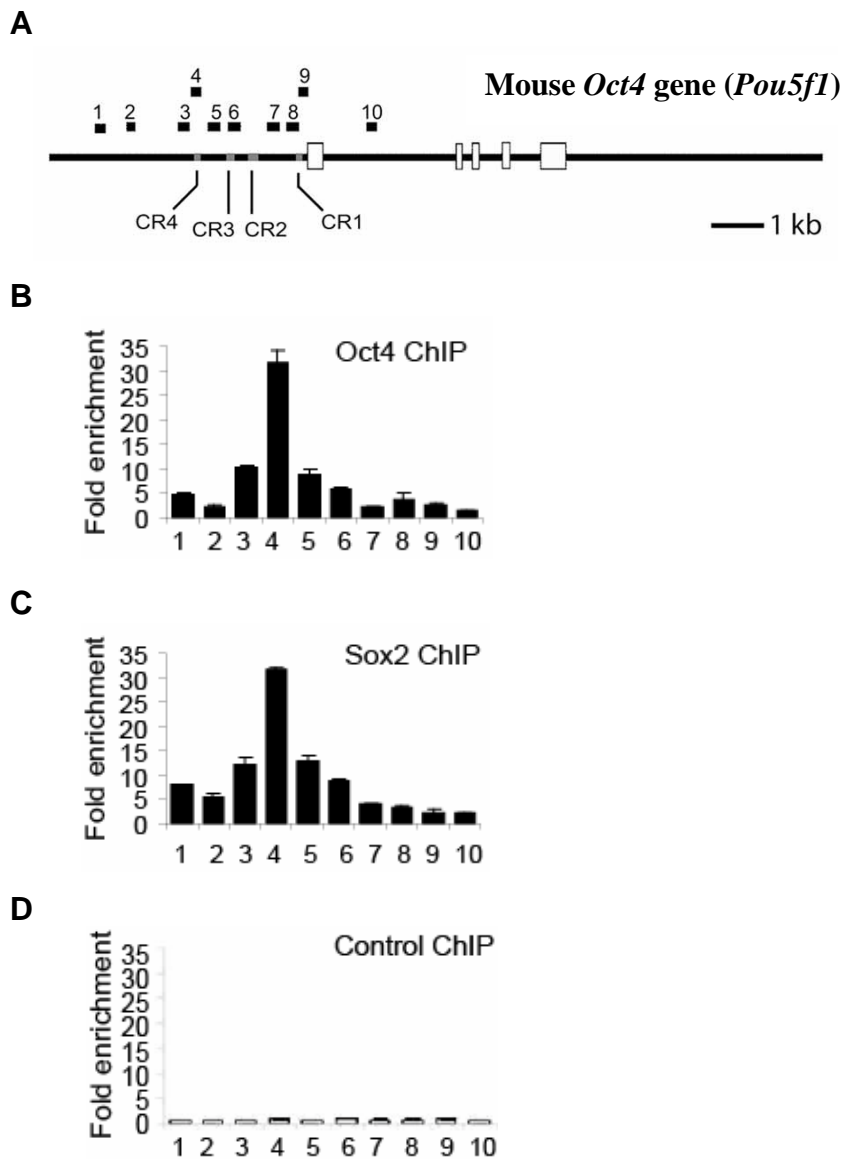 A
Mouse Oct4 gene (Pou5f1)
4
9
1 2 3 5 6 7 8 10
CR4 CR3 CR2 CR1
1 kb
B
Oct4 ChIP
Fold enrichment
35
30
25
20
15
10
5
0
1 2 3 4 5 6 7 8 9 10
C
Sox2 ChIP
Fold enrichment
35
30
25
20
15
10
5
0
1 2 3 4 5 6 7 8 9 10
D
Control ChIP
Fold enrichment
35
30
25
20
15
10
5
0
1 2 3 4 5 6 7 8 9 10